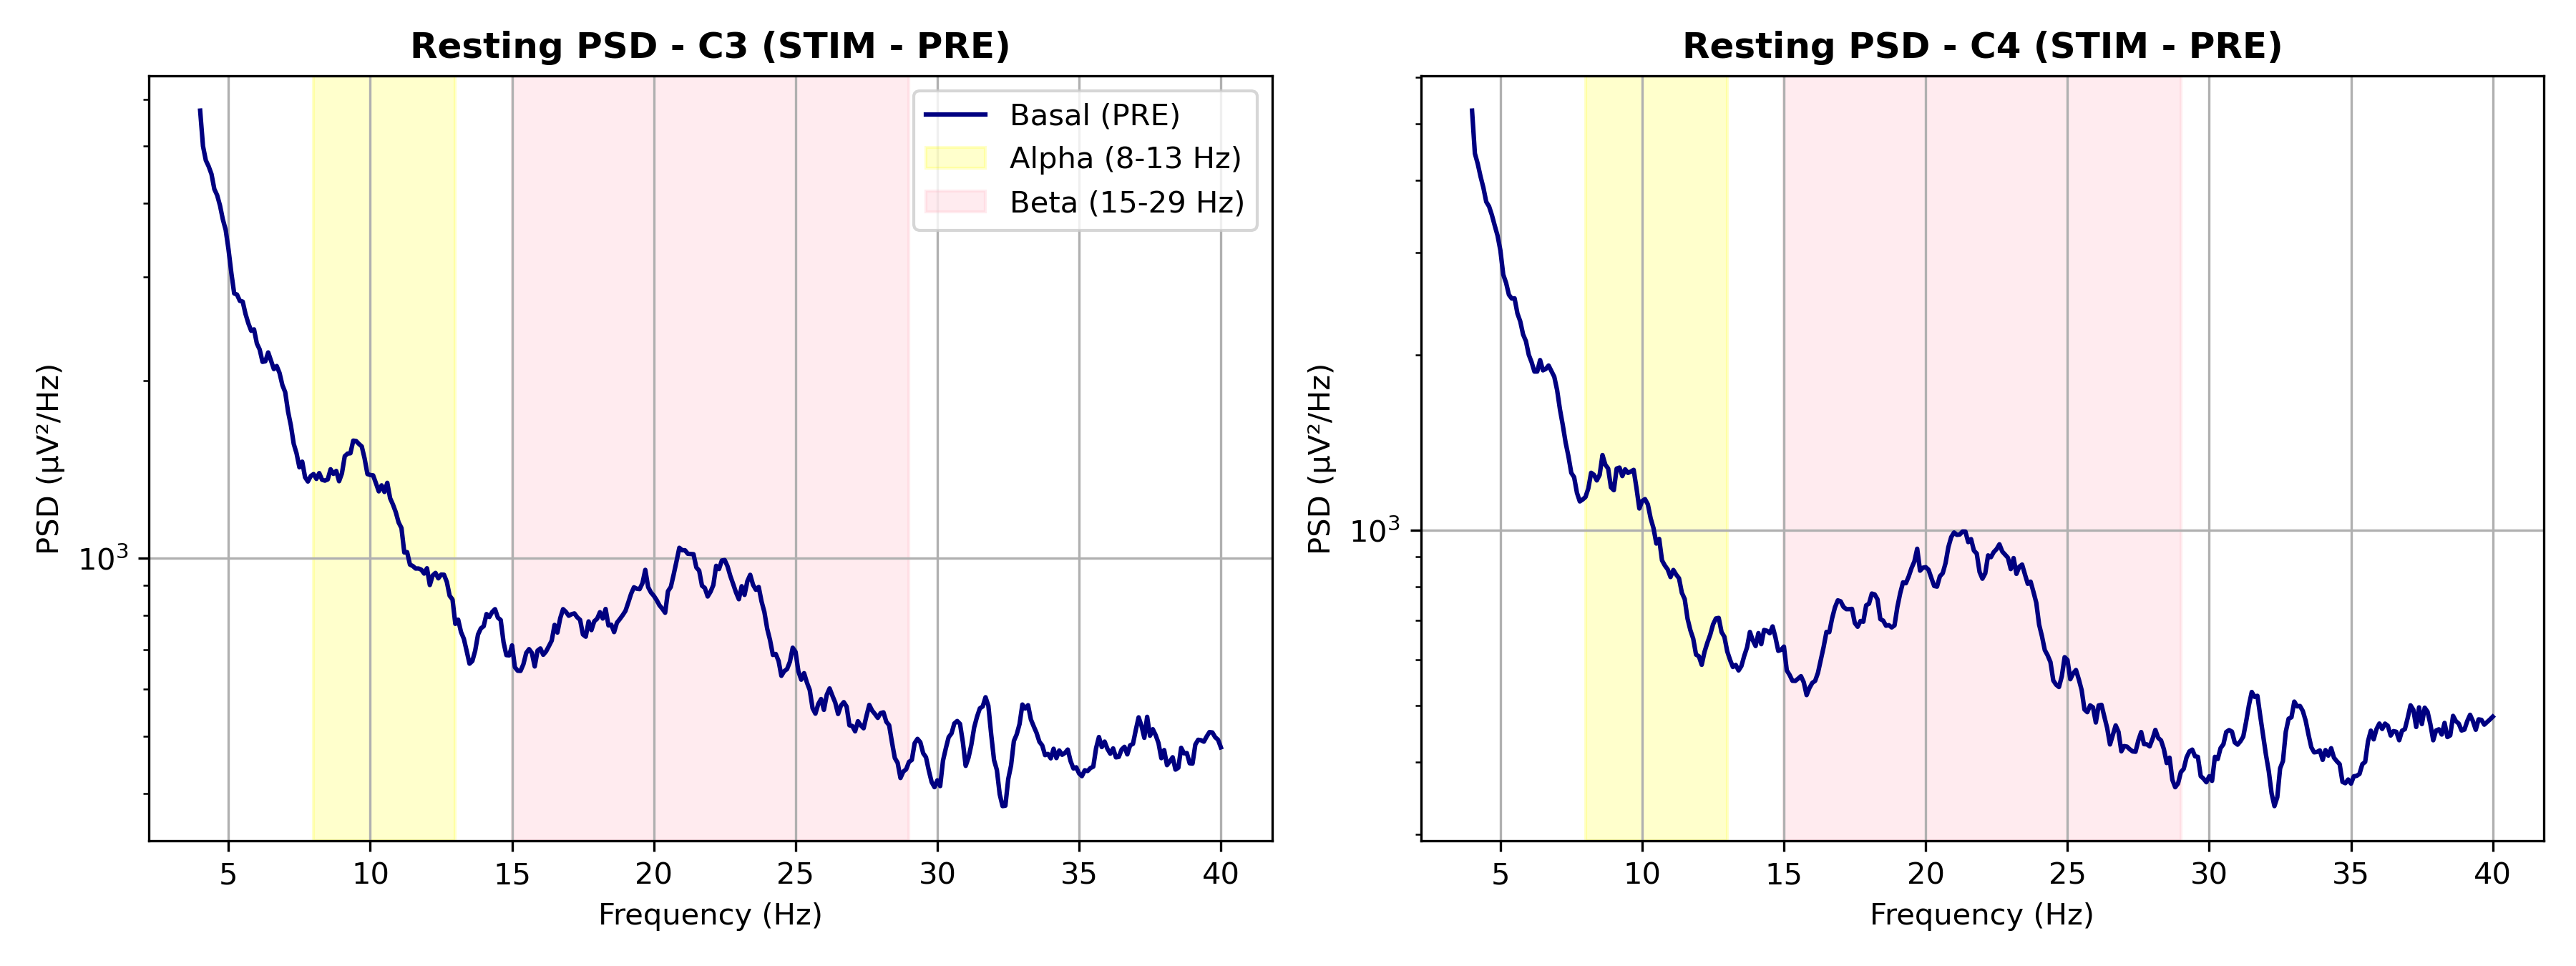 Resting PSD - C3 (STIM - PRE)
PSD (µV²/Hz)
10³
Basal (PRE)
Alpha (8-13 Hz)
Beta (15-29 Hz)
5 10 15 20 25 30 35 40
Frequency (Hz)
Resting PSD - C4 (STIM - PRE)
PSD (µV²/Hz)
10³
5 10 15 20 25 30 35 40
Frequency (Hz)